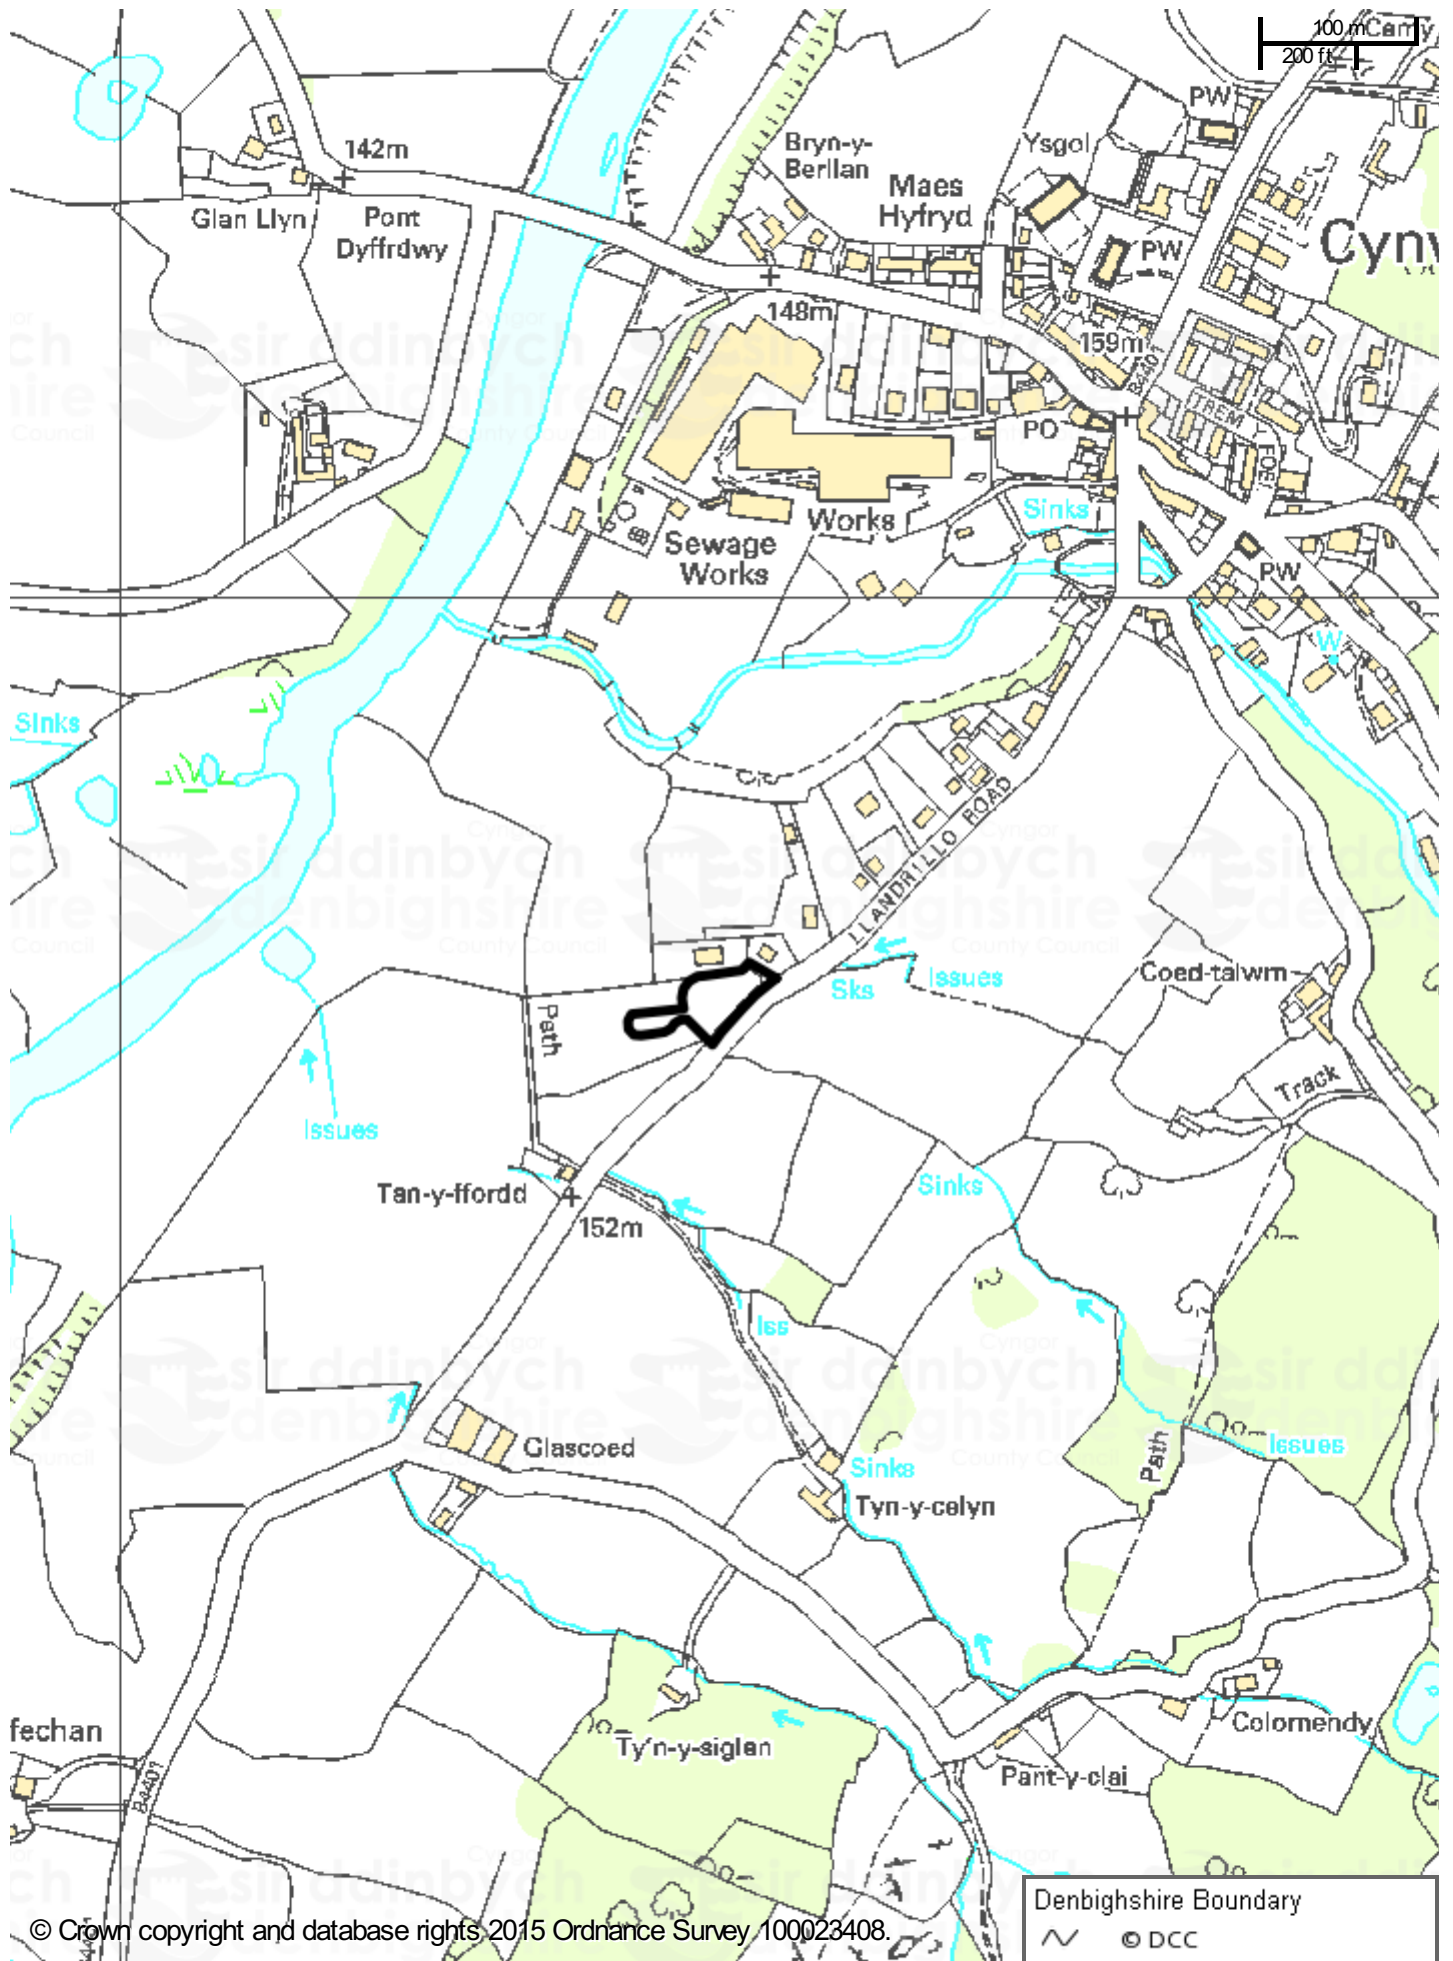 100 m
200 ft
PW
142m
Bryn-y-
Berllan
Ysgol
Maes
Hyfryd
Glan Llyn
Pont
Dyffrdwy
PW
148m
159m
B4401
TREM
FOEL
PO
Works
Sinks
Sewage
Works
PW
W
Sinks
LLANDRILLO ROAD
Sks
Issues
Coed-talwrn
Path
Track
Issues
Sinks
Tan-y-ffordd
152m
Iss
Glascoed
Sinks
Tyn-y-celyn
Path
Issues
fechan
Ty'n-y-siglen
Colomendy
Pant-y-clai
B4401
Cyngor
sir ddinbych
denbighshire
County Council
© Crown copyright and database rights 2015 Ordnance Survey 100023408.
Denbighshire Boundary
© DCC